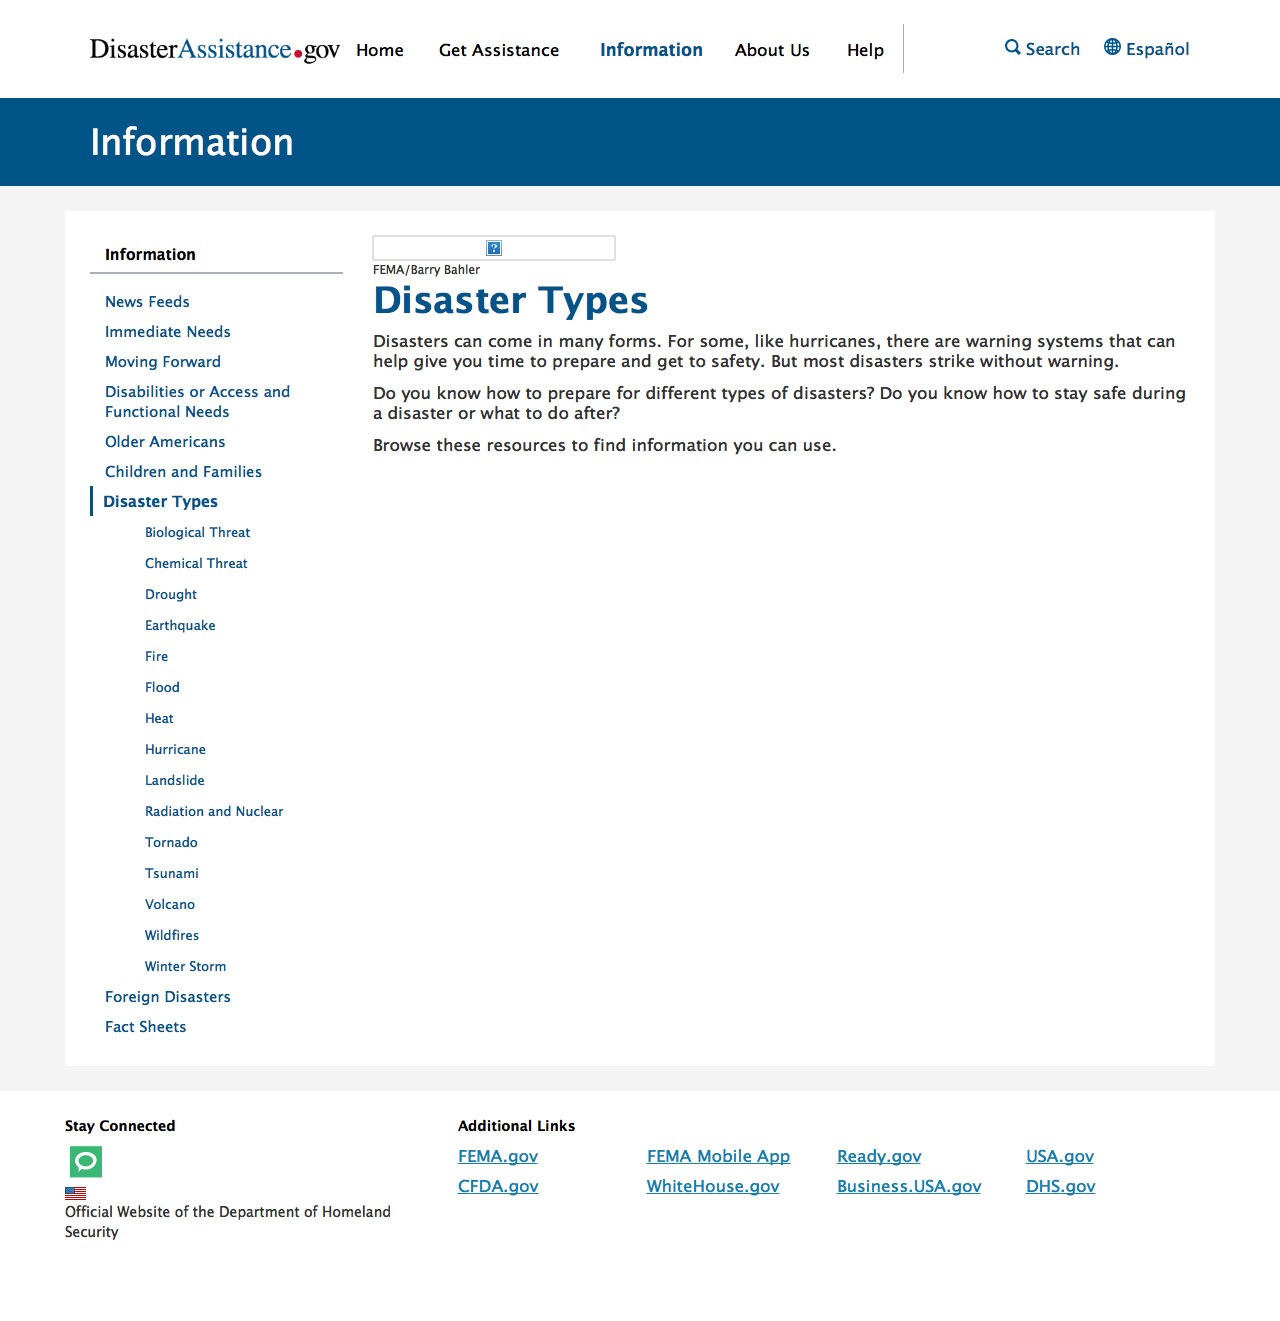 DisasterAssistance.gov Home Get Assistance Information About Us Help Search Español
Information
Information
News Feeds
Immediate Needs
Moving Forward
Disabilities or Access and
Functional Needs
Older Americans
Children and Families
Disaster Types
Biological Threat
Chemical Threat
Drought
Earthquake
Fire
Flood
Heat
Hurricane
Landslide
Radiation and Nuclear
Tornado
Tsunami
Volcano
Wildfires
Winter Storm
Foreign Disasters
Fact Sheets
?
FEMA/Barry Bahler
Disaster Types
Disasters can come in many forms. For some, like hurricanes, there are warning systems that can
help give you time to prepare and get to safety. But most disasters strike without warning.
Do you know how to prepare for different types of disasters? Do you know how to stay safe during
a disaster or what to do after?
Browse these resources to find information you can use.
Stay Connected
Official Website of the Department of Homeland
Security
Additional Links
FEMA.gov FEMA Mobile App Ready.gov USA.gov
CFDA.gov WhiteHouse.gov Business.USA.gov DHS.gov